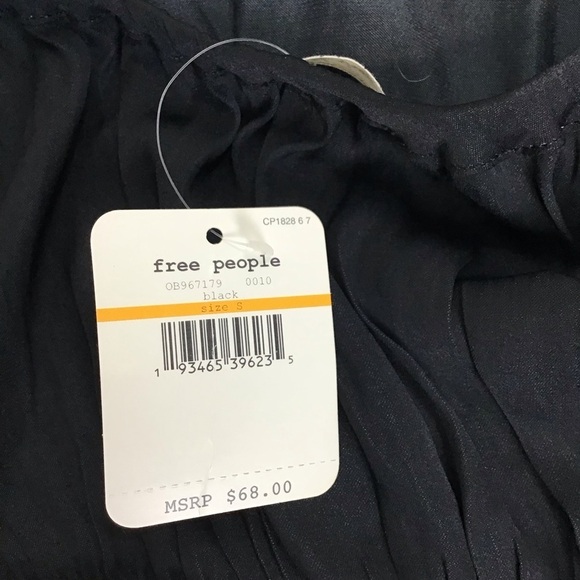 CP1828 6 7
free people
OB967179 0010
black
size S
1 93465 39623 5
MSRP $68.00